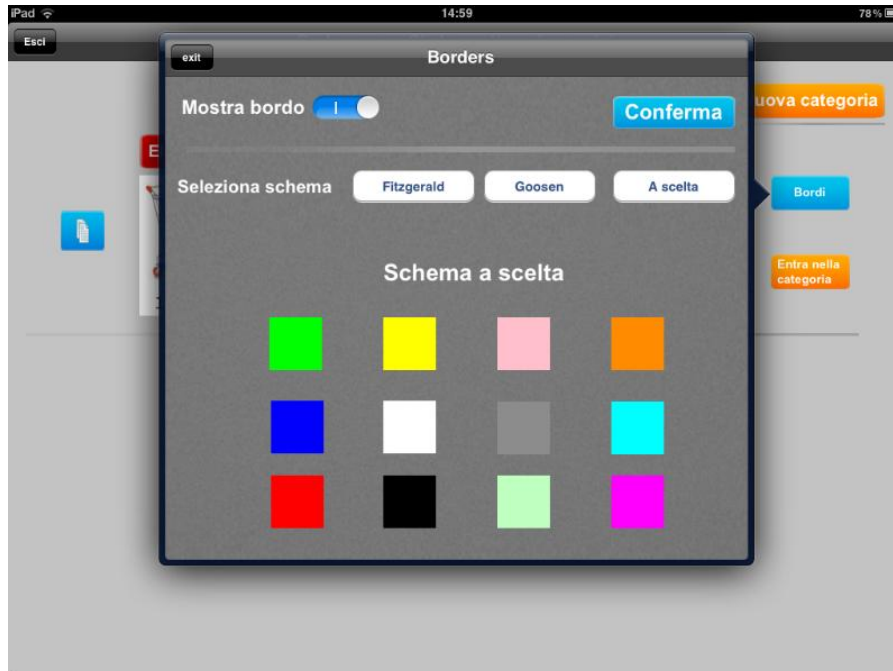 iPad 14:59 78%
Esci
exit Borders
Mostra bordo Conferma
uova categoria
Seleziona schema Fitzgerald Goosen A scelta
Bordi
Schema a scelta
Entra nella
categoria